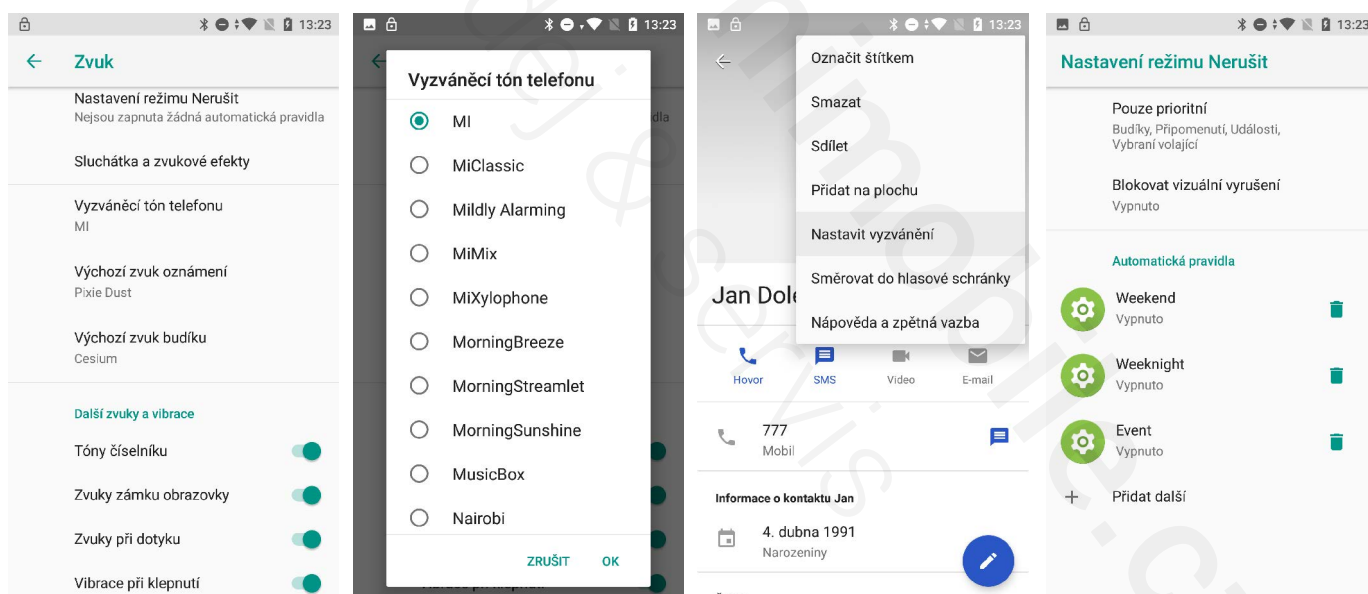 13:23
Zvuk
Nastavení režimu Nerušit
Nejsou zapnuta žádná automatická pravidla
Sluchátka a zvukové efekty
Vyzváněcí tón telefonu
MI
Výchozí zvuk oznámení
Pixie Dust
Výchozí zvuk budíku
Cesium
Další zvuky a vibrace
Tóny číselníku
Zvuky zámku obrazovky
Zvuky při dotyku
Vibrace při klepnutí
13:23
Vyzváněcí tón telefonu
MI
MiClassic
Mildly Alarming
MiMix
MiXylophone
MorningBreeze
MorningStreamlet
MorningSunshine
MusicBox
Nairobi
ZRUŠIT OK
13:23
Označit štítkem
Smazat
Sdílet
Přidat na plochu
Nastavit vyzvánění
Směrovat do hlasové schránky
Nápověda a zpětná vazba
Jan
Hovor SMS Video E-mail
777
Mobil
Informace o kontaktu Jan
4. dubna 1991
Narozeniny
13:23
Nastavení režimu Nerušit
Pouze prioritní
Budíky, Připomenutí, Události,
Vybraní volající
Blokovat vizuální vyrušení
Vypnuto
Automatická pravidla
Weekend
Vypnuto
Weeknight
Vypnuto
Event
Vypnuto
Přidat další